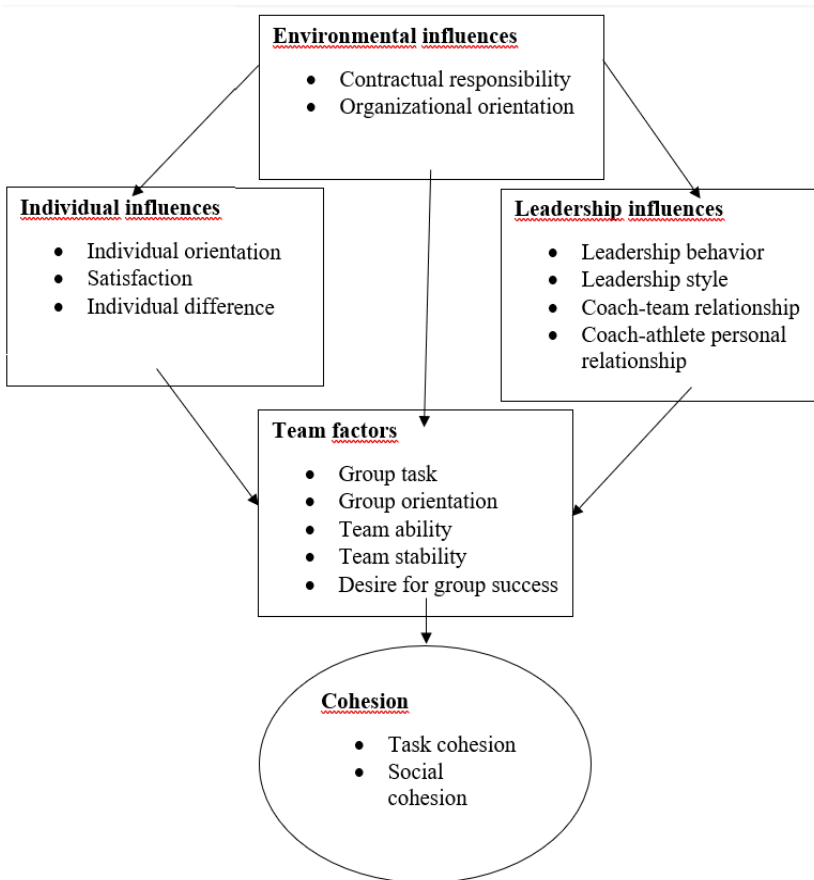 Environmental influences
• Contractual responsibility
• Organizational orientation
Individual influences
• Individual orientation
• Satisfaction
• Individual difference
Leadership influences
• Leadership behavior
• Leadership style
• Coach-team relationship
• Coach-athlete personal
relationship
Team factors
• Group task
• Group orientation
• Team ability
• Team stability
• Desire for group success
Cohesion
• Task cohesion
• Social
cohesion